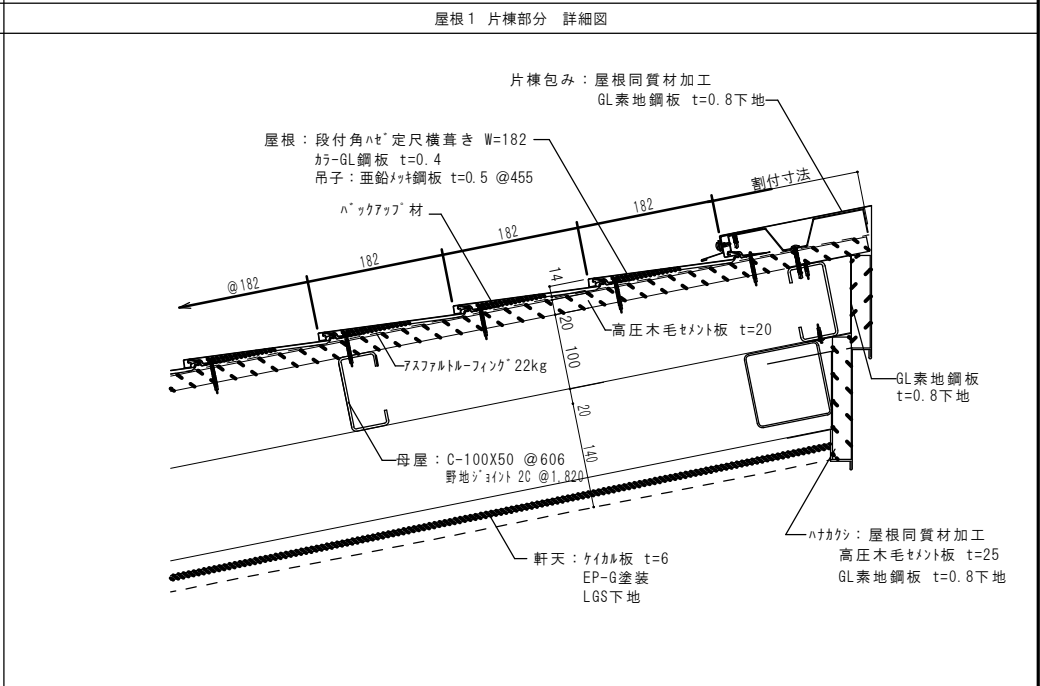 屋根1 片棟部分 詳細図
片棟包み：屋根同質材加工
GL素地鋼板 t=0.8下地
屋根：段付角ﾊｾﾞ定尺横葺き W=182
ｶﾗｰGL鋼板 t=0.4
吊子：亜鉛ﾒｯｷ鋼板 t=0.5 @455
ﾊﾞｯｸｱｯﾌﾟ材
割付寸法
182
182
182
@182
14
20
100
20
140
高圧木毛ｾﾒﾝﾄ板 t=20
ｱｽﾌｧﾙﾄﾙｰﾌｨﾝｸﾞ22kg
GL素地鋼板
t=0.8下地
母屋：C-100X50 @606
野地ｼﾞｮｲﾝﾄ 2C @1.820
軒天：ｹｲｶﾙ板 t=6
EP-G塗装
LGS下地
ﾊﾅｶｸｼ：屋根同質材加工
高圧木毛ｾﾒﾝﾄ板 t=25
GL素地鋼板 t=0.8下地